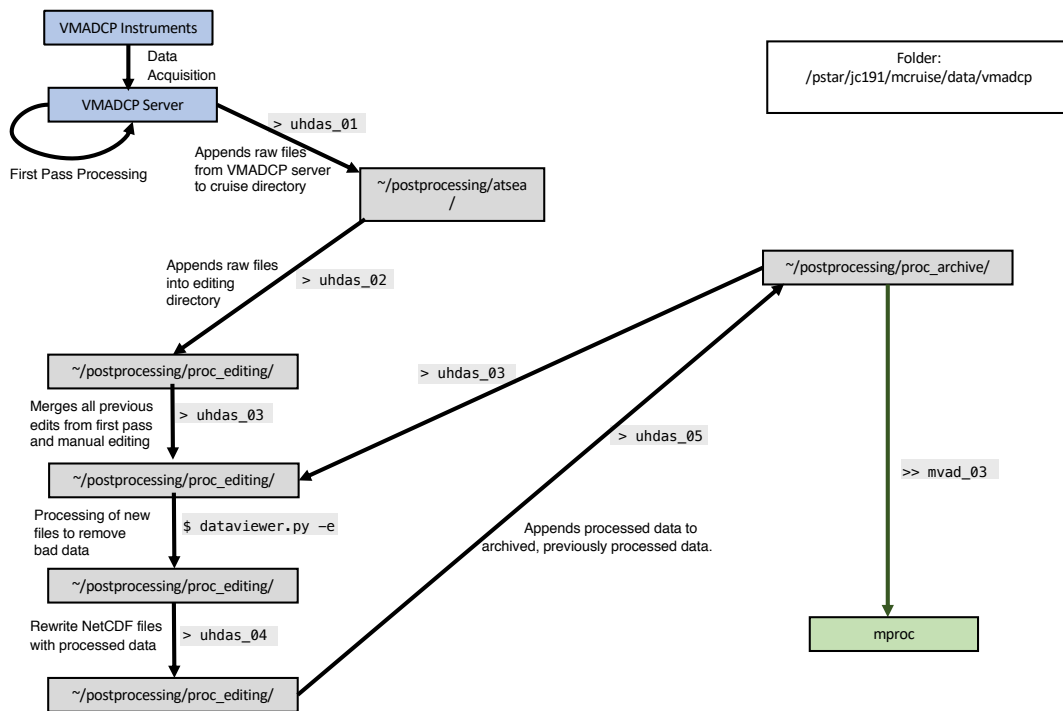 VMADCP Instruments
Data
Acquisition
Folder:
/pstar/jc191/mcruise/data/vmadcp
VMADCP Server
> uhdas_01
First Pass Processing
Appends raw files
from VMADCP server
to cruise directory
~/postprocessing/atsea
/
Appends raw files
into editing
directory
> uhdas_02
~/postprocessing/proc_archive/
~/postprocessing/proc_editing/
> uhdas_03
Merges all previous
edits from first pass
and manual editing
> uhdas_03
> uhdas_05
~/postprocessing/proc_editing/
>> mvad_03
Processing of new
files to remove
bad data
$ dataviewer.py –e
Appends processed data to
archived, previously processed data.
~/postprocessing/proc_editing/
Rewrite NetCDF files
with processed data
> uhdas_04
mproc
~/postprocessing/proc_editing/